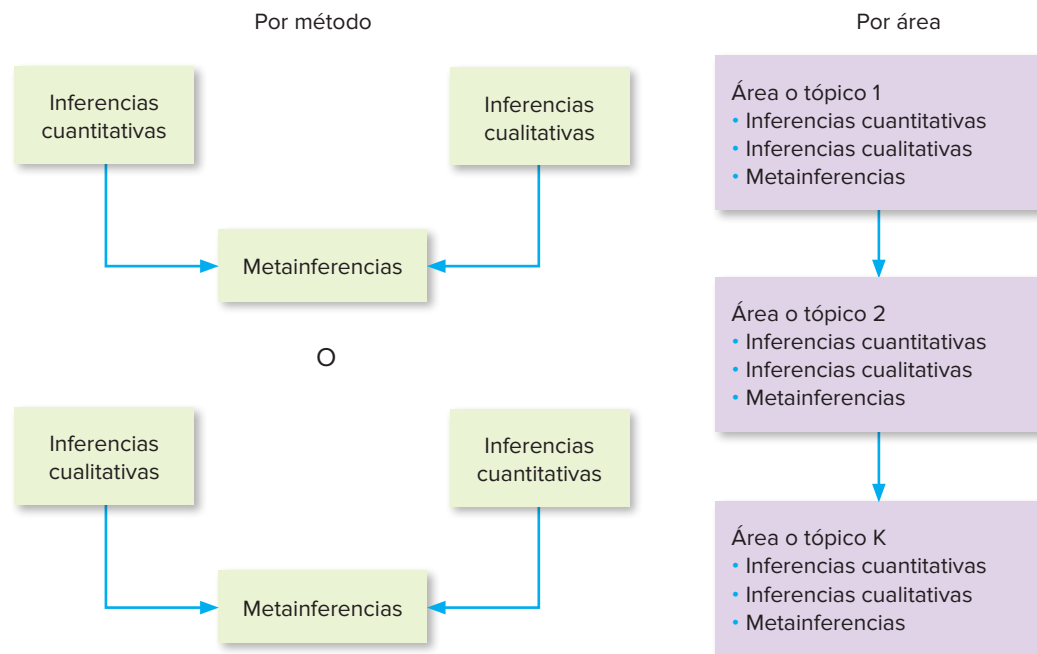 Por método
Inferencias
cuantitativas
Inferencias
cualitativas
Metainferencias
O
Inferencias
cualitativas
Inferencias
cuantitativas
Metainferencias
Por área
Área o tópico 1
• Inferencias cuantitativas
• Inferencias cualitativas
• Metainferencias
Área o tópico 2
• Inferencias cuantitativas
• Inferencias cualitativas
• Metainferencias
Área o tópico K
• Inferencias cuantitativas
• Inferencias cualitativas
• Metainferencias